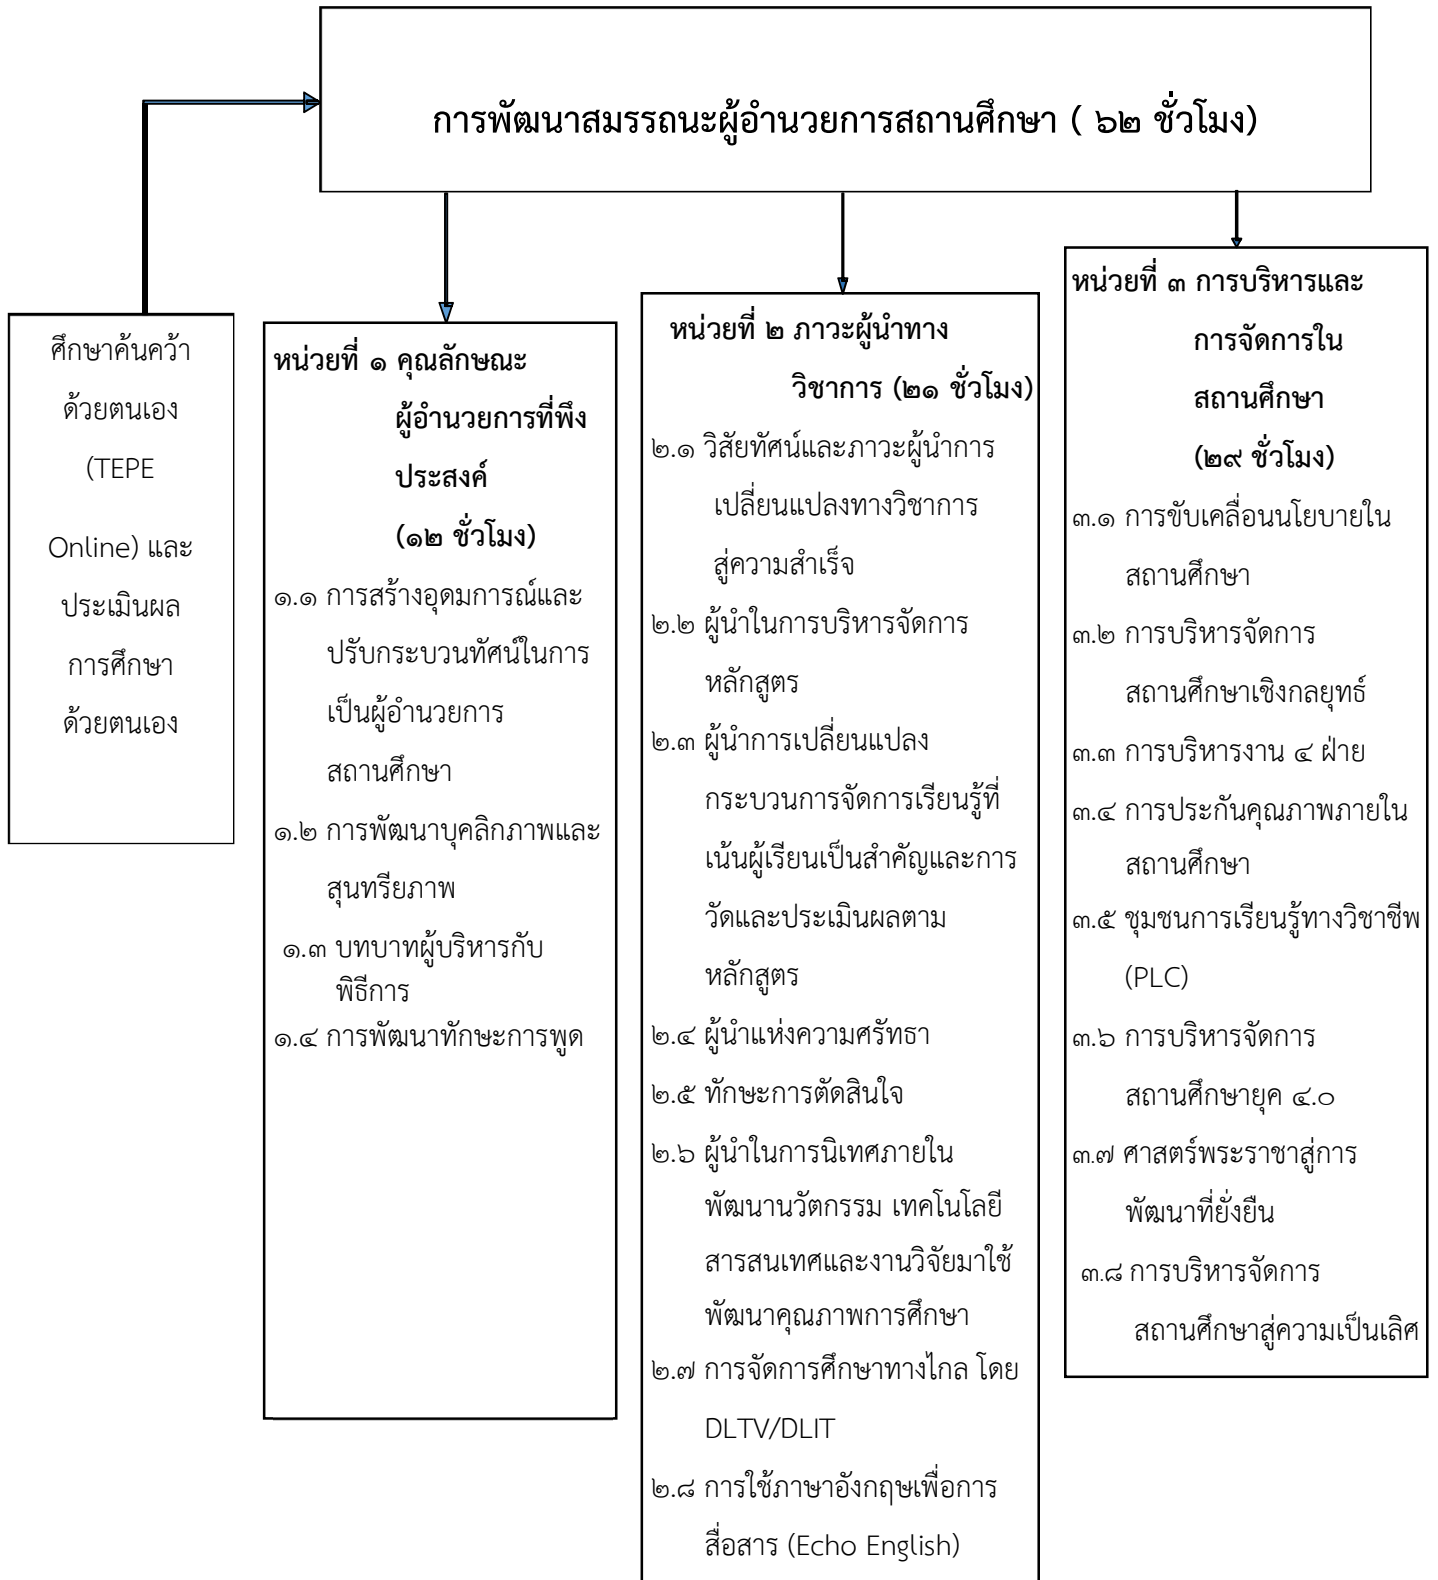 การพัฒนาสมรรถนะผู้อำนวยการสถานศึกษา ( ๖๒ ชั่วโมง)
ศึกษาค้นคว้า
ด้วยตนเอง
(TEPE
Online) และ
ประเมินผล
การศึกษา
ด้วยตนเอง
หน่วยที่ ๑ คุณลักษณะ
ผู้อำนวยการที่พึง
ประสงค์
(๑๒ ชั่วโมง)
๑.๑ การสร้างอุดมการณ์และ
ปรับกระบวนทัศน์ในการ
เป็นผู้อำนวยการ
สถานศึกษา
๑.๒ การพัฒนาบุคลิกภาพและ
สุนทรียภาพ
๑.๓ บทบาทผู้บริหารกับ
พิธีการ
๑.๔ การพัฒนาทักษะการพูด
หน่วยที่ ๒ ภาวะผู้นำทาง
วิชาการ (๒๑ ชั่วโมง)
๒.๑ วิสัยทัศน์และภาวะผู้นำการ
เปลี่ยนแปลงทางวิชาการ
สู่ความสำเร็จ
๒.๒ ผู้นำในการบริหารจัดการ
หลักสูตร
๒.๓ ผู้นำการเปลี่ยนแปลง
กระบวนการจัดการเรียนรู้ที่
เน้นผู้เรียนเป็นสำคัญและการ
วัดและประเมินผลตาม
หลักสูตร
๒.๔ ผู้นำแห่งความศรัทธา
๒.๕ ทักษะการตัดสินใจ
๒.๖ ผู้นำในการนิเทศภายใน
พัฒนานวัตกรรม เทคโนโลยี
สารสนเทศและงานวิจัยมาใช้
พัฒนาคุณภาพการศึกษา
๒.๗ การจัดการศึกษาทางไกล โดย
DLTV/DLIT
๒.๘ การใช้ภาษาอังกฤษเพื่อการ
สื่อสาร (Echo English)
หน่วยที่ ๓ การบริหารและ
การจัดการใน
สถานศึกษา
(๒๙ ชั่วโมง)
๓.๑ การขับเคลื่อนนโยบายใน
สถานศึกษา
๓.๒ การบริหารจัดการ
สถานศึกษาเชิงกลยุทธ์
๓.๓ การบริหารงาน ๔ ฝ่าย
๓.๔ การประกันคุณภาพภายใน
สถานศึกษา
๓.๕ ชุมชนการเรียนรู้ทางวิชาชีพ
(PLC)
๓.๖ การบริหารจัดการ
สถานศึกษายุค ๔.๐
๓.๗ ศาสตร์พระราชาสู่การ
พัฒนาที่ยั่งยืน
๓.๘ การบริหารจัดการ
สถานศึกษาสู่ความเป็นเลิศ